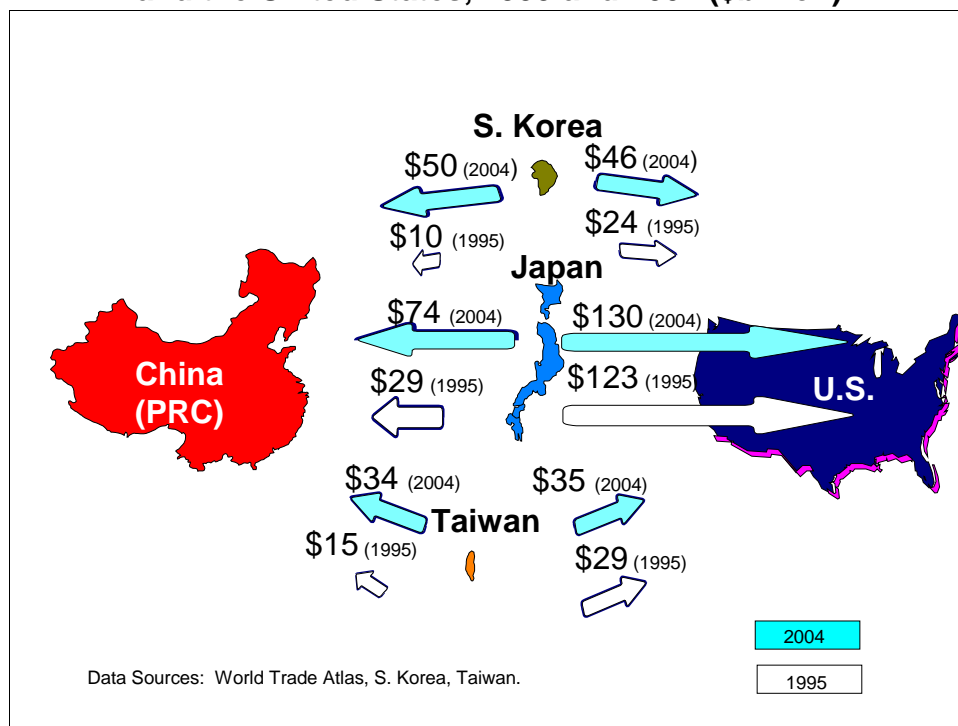 S. Korea
$50 (2004)
$46 (2004)
$10 (1995)
$24 (1995)
Japan
$74 (2004)
$130 (2004)
China
(PRC)
$29 (1995)
$123 (1995)
U.S.
$34 (2004)
$35 (2004)
Taiwan
$15 (1995)
$29 (1995)
2004
1995
Data Sources: World Trade Atlas, S. Korea, Taiwan.